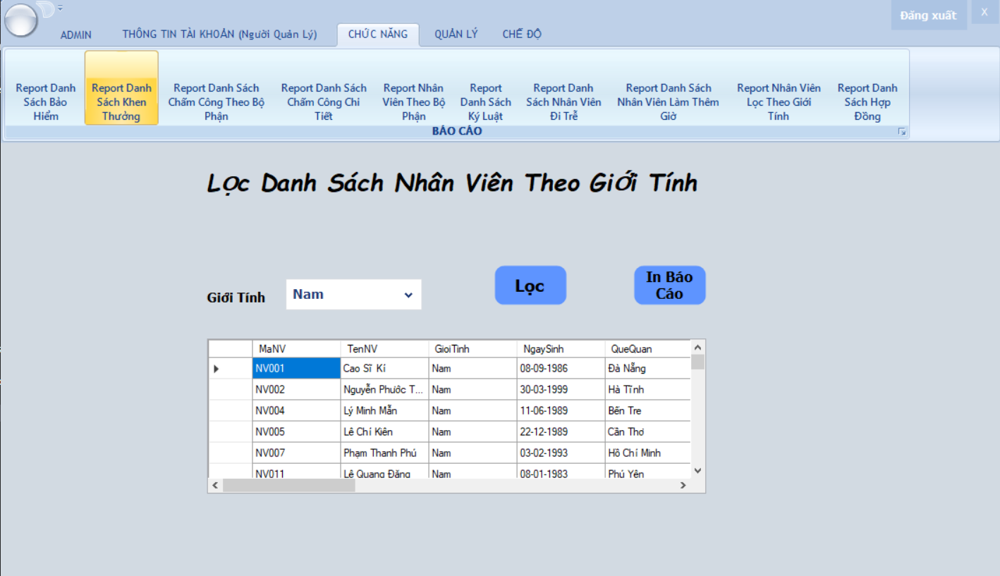 Đăng xuất X
ADMIN THÔNG TIN TÀI KHOẢN (Người Quản Lý) CHỨC NĂNG QUẢN LÝ CHẾ ĐỘ
Report Danh Sách Bảo Hiểm
Report Danh Sách Khen Thưởng
Report Danh Sách Chấm Công Theo Bộ Phận
Report Danh Sách Chấm Công Chi Tiết
Report Nhân Viên Theo Bộ Phận
Report Danh Sách Ký Luật
Report Danh Sách Nhân Viên Đi Trễ
Report Danh Sách Nhân Viên Làm Thêm Giờ
Report Nhân Viên Lọc Theo Giới Tính
Report Danh Sách Hợp Đồng
BÁO CÁO
Lọc Danh Sách Nhân Viên Theo Giới Tính
Giới Tính Nam Lọc In Báo Cáo
MaNV TenNV GioiTinh NgaySinh QueQuan
NV001 Cao Sĩ Kí Nam 08-09-1986 Đà Nẵng
NV002 Nguyễn Phước T... Nam 30-03-1999 Hà Tĩnh
NV004 Lý Minh Mẫn Nam 11-06-1989 Bến Tre
NV005 Lê Chí Kiên Nam 22-12-1989 Cần Thơ
NV007 Phạm Thanh Phú Nam 03-02-1993 Hồ Chí Minh
NV011 Lê Quang Đăng Nam 08-01-1983 Phú Yên